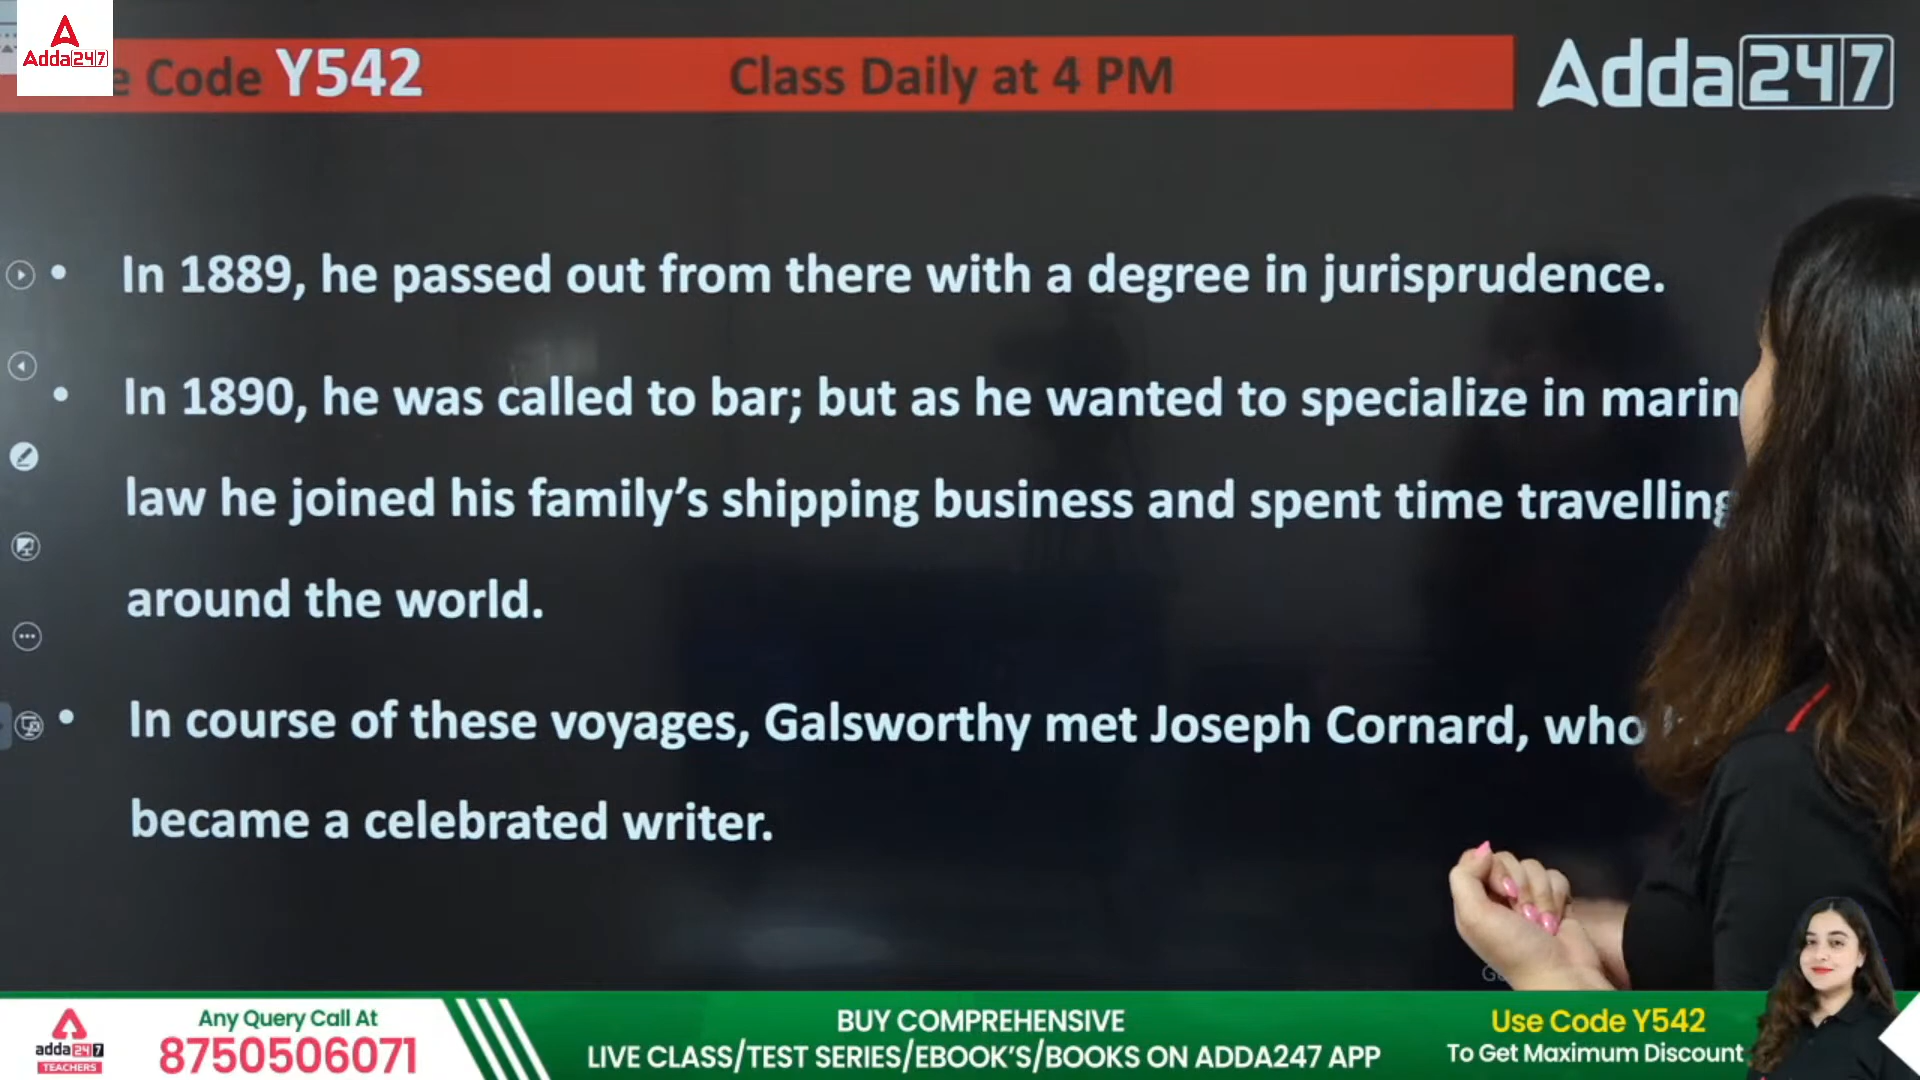 Adda247
e Code Y542
Class Daily at 4 PM
Adda247
• In 1889, he passed out from there with a degree in jurisprudence.
• In 1890, he was called to bar; but as he wanted to specialize in marin
law he joined his family's shipping business and spent time travelling
around the world.
• In course of these voyages, Galsworthy met Joseph Cornard, who
became a celebrated writer.
adda247
TEACHERS
Any Query Call At
8750506071
BUY COMPREHENSIVE
LIVE CLASS/TEST SERIES/EBOOK'S/BOOKS ON ADDA247 APP
Use Code Y542
To Get Maximum Discount